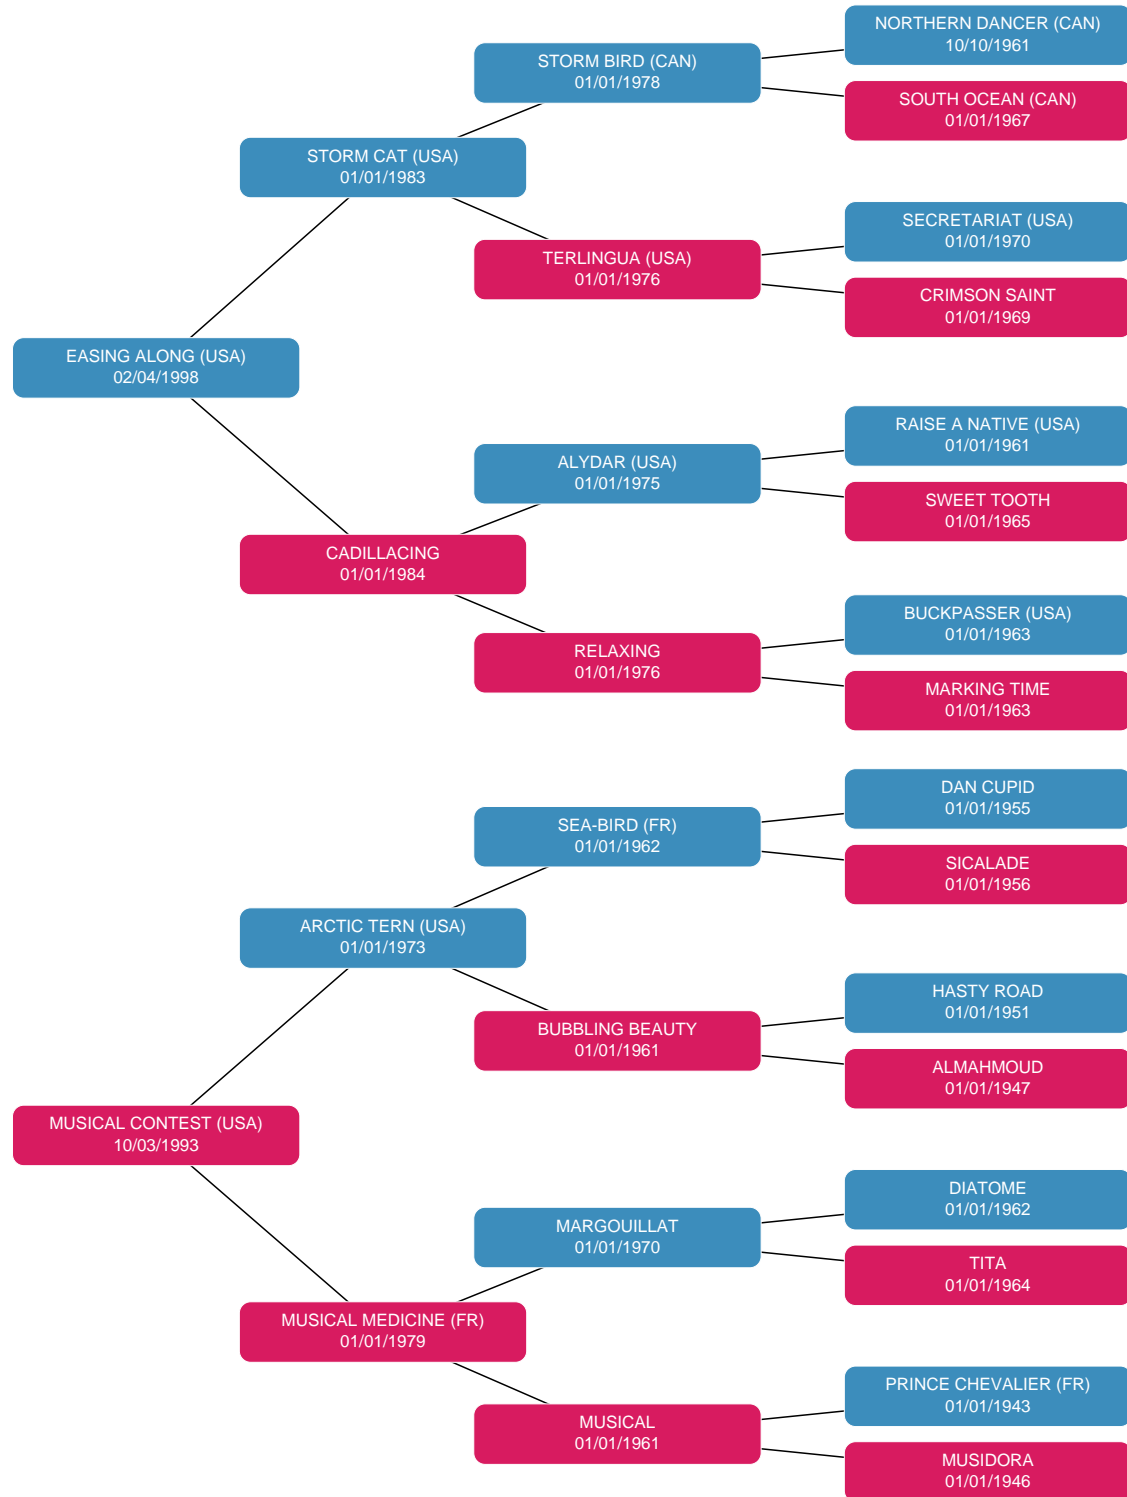 NORTHERN DANCER (CAN)
10/10/1961
STORM BIRD (CAN)
01/01/1978
SOUTH OCEAN (CAN)
01/01/1967
STORM CAT (USA)
01/01/1983
SECRETARIAT (USA)
01/01/1970
TERLINGUA (USA)
01/01/1976
CRIMSON SAINT
01/01/1969
EASING ALONG (USA)
02/04/1998
RAISE A NATIVE (USA)
01/01/1961
ALYDAR (USA)
01/01/1975
SWEET TOOTH
01/01/1965
CADILLACING
01/01/1984
BUCKPASSER (USA)
01/01/1963
RELAXING
01/01/1976
MARKING TIME
01/01/1963
DAN CUPID
01/01/1955
SEA-BIRD (FR)
01/01/1962
SICALADE
01/01/1956
ARCTIC TERN (USA)
01/01/1973
HASTY ROAD
01/01/1951
BUBBLING BEAUTY
01/01/1961
ALMAHMOUD
01/01/1947
MUSICAL CONTEST (USA)
10/03/1993
DIATOME
01/01/1962
MARGOUILLAT
01/01/1970
TITA
01/01/1964
MUSICAL MEDICINE (FR)
01/01/1979
PRINCE CHEVALIER (FR)
01/01/1943
MUSICAL
01/01/1961
MUSIDORA
01/01/1946